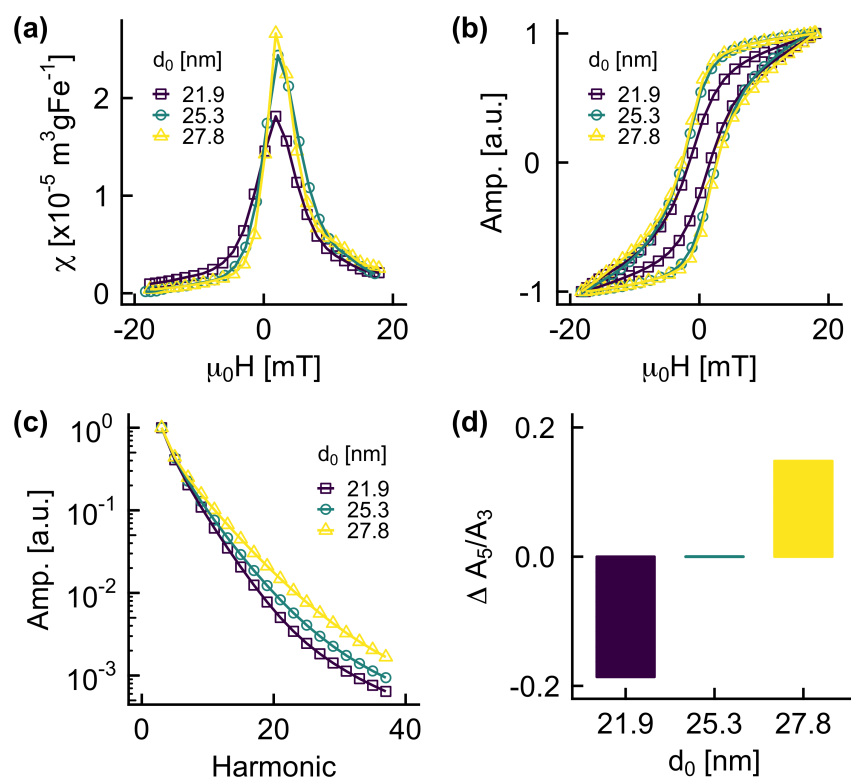 (a)
χ [x10⁻⁵ m³gFe⁻¹]
2
1
0
d₀ [nm]
21.9
25.3
27.8
-20 0 20
μ₀H [mT]
(b)
Amp. [a.u.]
1
0
-1
d₀ [nm]
21.9
25.3
27.8
-20 0 20
μ₀H [mT]
(c)
Amp. [a.u.]
10⁰
10⁻¹
10⁻²
10⁻³
d₀ [nm]
21.9
25.3
27.8
0 20 40
Harmonic
(d)
Δ A₅/A₃
0.2
0.0
-0.2
21.9 25.3 27.8
d₀ [nm]